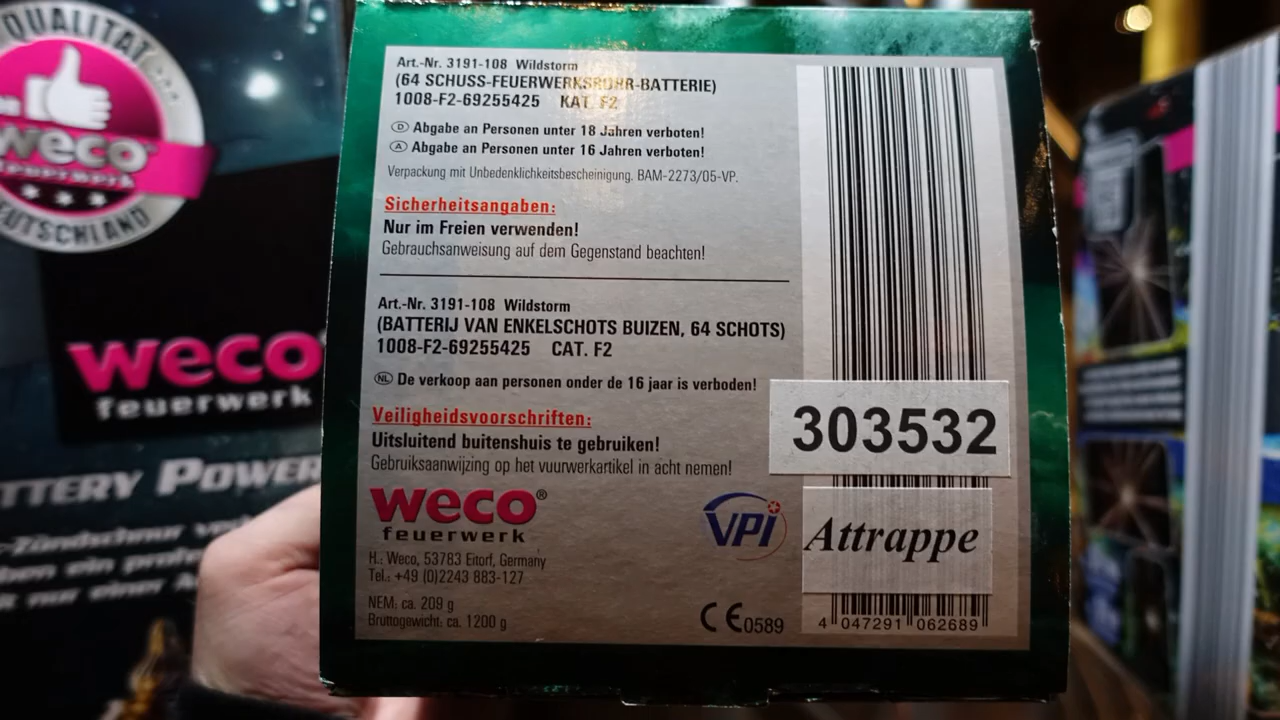 QUALITÄT
weco
feuerwerk
DEUTSCHLAND
weco
feuerwerk
BATTERY POWER
Art.-Nr. 3191-108 Wildstorm
(64 SCHUSS-FEUERWERKSROHR-BATTERIE)
1008-F2-69255425 KAT. F2
D Abgabe an Personen unter 18 Jahren verboten!
A Abgabe an Personen unter 16 Jahren verboten!
Verpackung mit Unbedenklichkeitsbescheinigung. BAM-2273/05-VP.
Sicherheitsangaben:
Nur im Freien verwenden!
Gebrauchsanweisung auf dem Gegenstand beachten!
Art.-Nr. 3191-108 Wildstorm
(BATTERIJ VAN ENKELSCHOTS BUIZEN, 64 SCHOTS)
1008-F2-69255425 CAT. F2
NL De verkoop aan personen onder de 16 jaar is verboden!
Veiligheidsvoorschriften:
Uitsluitend buitenshuis te gebruiken!
Gebruiksaanwijzing op het vuurwerkartikel in acht nemen!
weco®
feuerwerk
H.: Weco, 53783 Eitorf, Germany
Tel.: +49 (0)2243 883-127
NEM: ca. 209 g
Bruttogewicht: ca. 1200 g
VPI
CE0589
303532
Attrappe
4 047291 062689